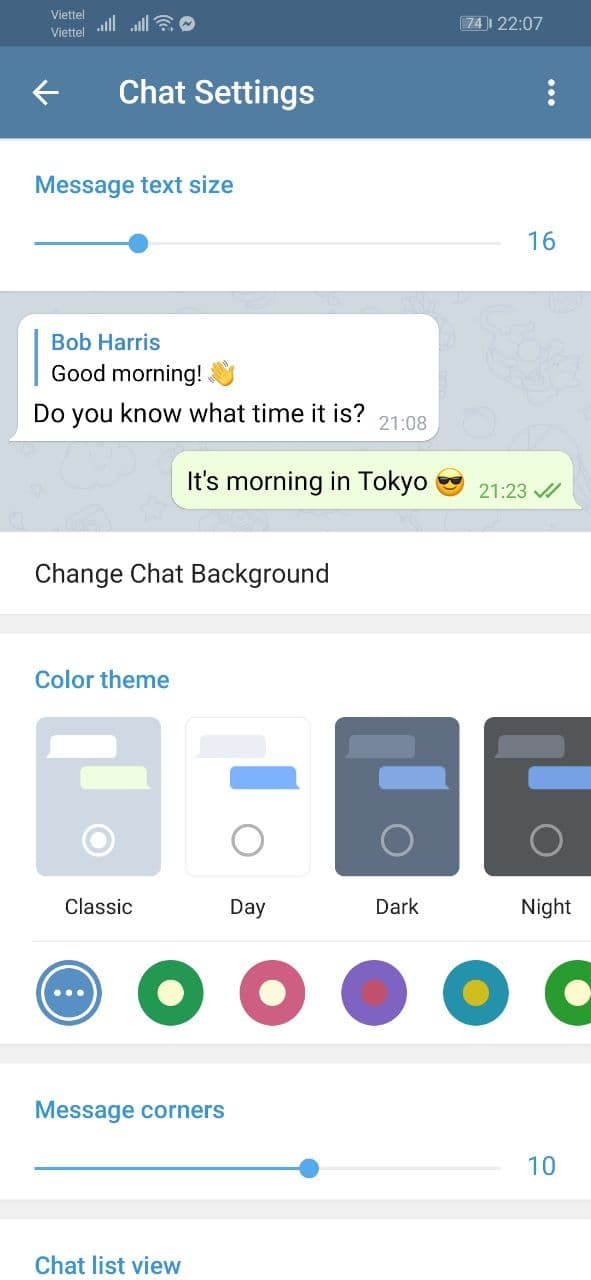 Viettel
Viettel
74 22:07
Chat Settings
Message text size
16
Bob Harris
Good morning! 👋
Do you know what time it is? 21:08
It's morning in Tokyo 😎 21:23
Change Chat Background
Color theme
Classic Day Dark Night
Message corners
10
Chat list view